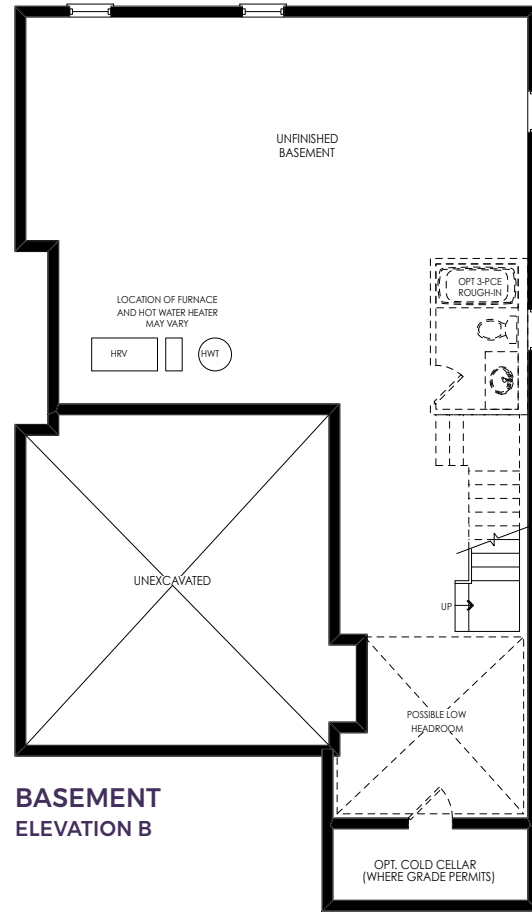 UNFINISHED
BASEMENT
OPT 3-PCE
ROUGH-IN
LOCATION OF FURNACE
AND HOT WATER HEATER
MAY VARY
HRV
HWT
UNEXCAVATED
UP
POSSIBLE LOW
HEADROOM
BASEMENT
ELEVATION B
OPT. COLD CELLAR
(WHERE GRADE PERMITS)